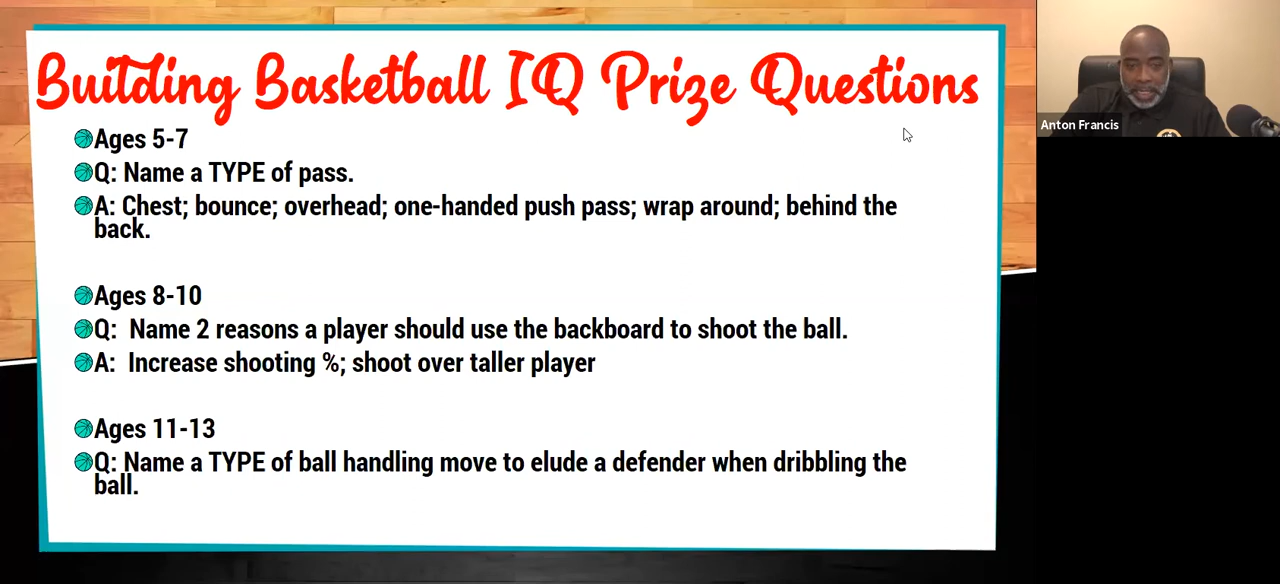 Building Basketball IQ Prize Questions
Ages 5-7
Q: Name a TYPE of pass.
A: Chest; bounce; overhead; one-handed push pass; wrap around; behind the
back.
Ages 8-10
Q:  Name 2 reasons a player should use the backboard to shoot the ball.
A:  Increase shooting %; shoot over taller player
Ages 11-13
Q: Name a TYPE of ball handling move to elude a defender when dribbling the
ball.
Anton Francis